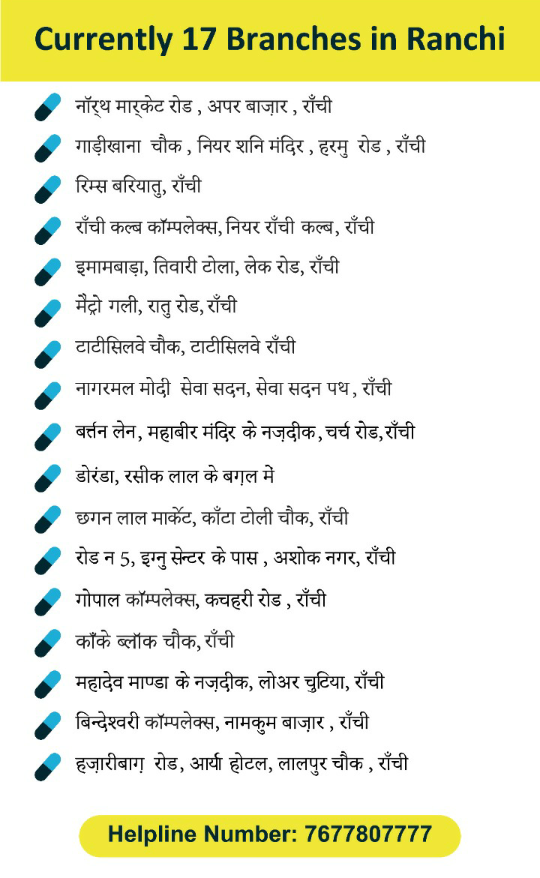 Currently 17 Branches in Ranchi
नॉर्थ मार्केट रोड , अपर बाज़ार , राँची
गाड़ीखाना चौक , नियर शनि मंदिर , हरमु रोड , राँची
रिम्स बरियातु, राँची
राँची कल्ब कॉम्पलेक्स, नियर राँची कल्ब, राँची
इमामबाड़ा, तिवारी टोला, लेक रोड, राँची
मेट्रो गली, रातु रोड, राँची
टाटीसिलवे चौक, टाटीसिलवे राँची
नागरमल मोदी सेवा सदन, सेवा सदन पथ , राँची
बर्त्तन लेन, महाबीर मंदिर के नज़दीक, चर्च रोड,राँची
डोरंडा, रसीक लाल के बग़ल में
छगन लाल मार्केट, काँटा टोली चौक, राँची
रोड न 5, इग्नु सेन्टर के पास , अशोक नगर, राँची
गोपाल कॉम्पलेक्स, कचहरी रोड , राँची
काँके ब्लॉक चौक, राँची
महादेव माण्डा के नज़दीक, लोअर चुटिया, राँची
बिन्देश्वरी कॉम्पलेक्स, नामकुम बाज़ार , राँची
हज़ारीबाग़ रोड, आर्या होटल, लालपुर चौक , राँची
Helpline Number: 7677807777